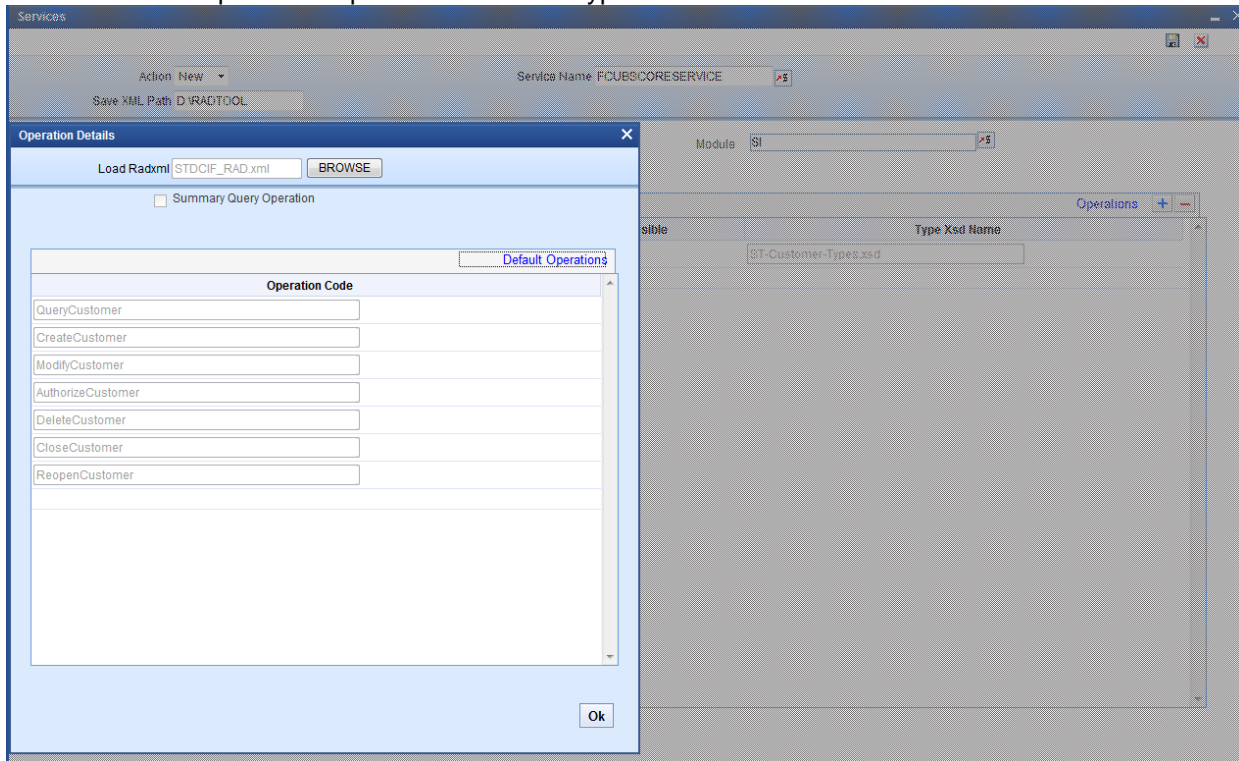 Services
Action New
Service Name FCUBSCORESERVICE
Save XML Path D:\RADTOOL
Operation Details
Module SI
Load Radxml STDCIF_RAD.xml BROWSE
Summary Query Operation
Operations + −
sible Type Xsd Name
Default Operations
ST-Customer-Types.xsd
Operation Code
QueryCustomer
CreateCustomer
ModifyCustomer
AuthorizeCustomer
DeleteCustomer
CloseCustomer
ReopenCustomer
Ok